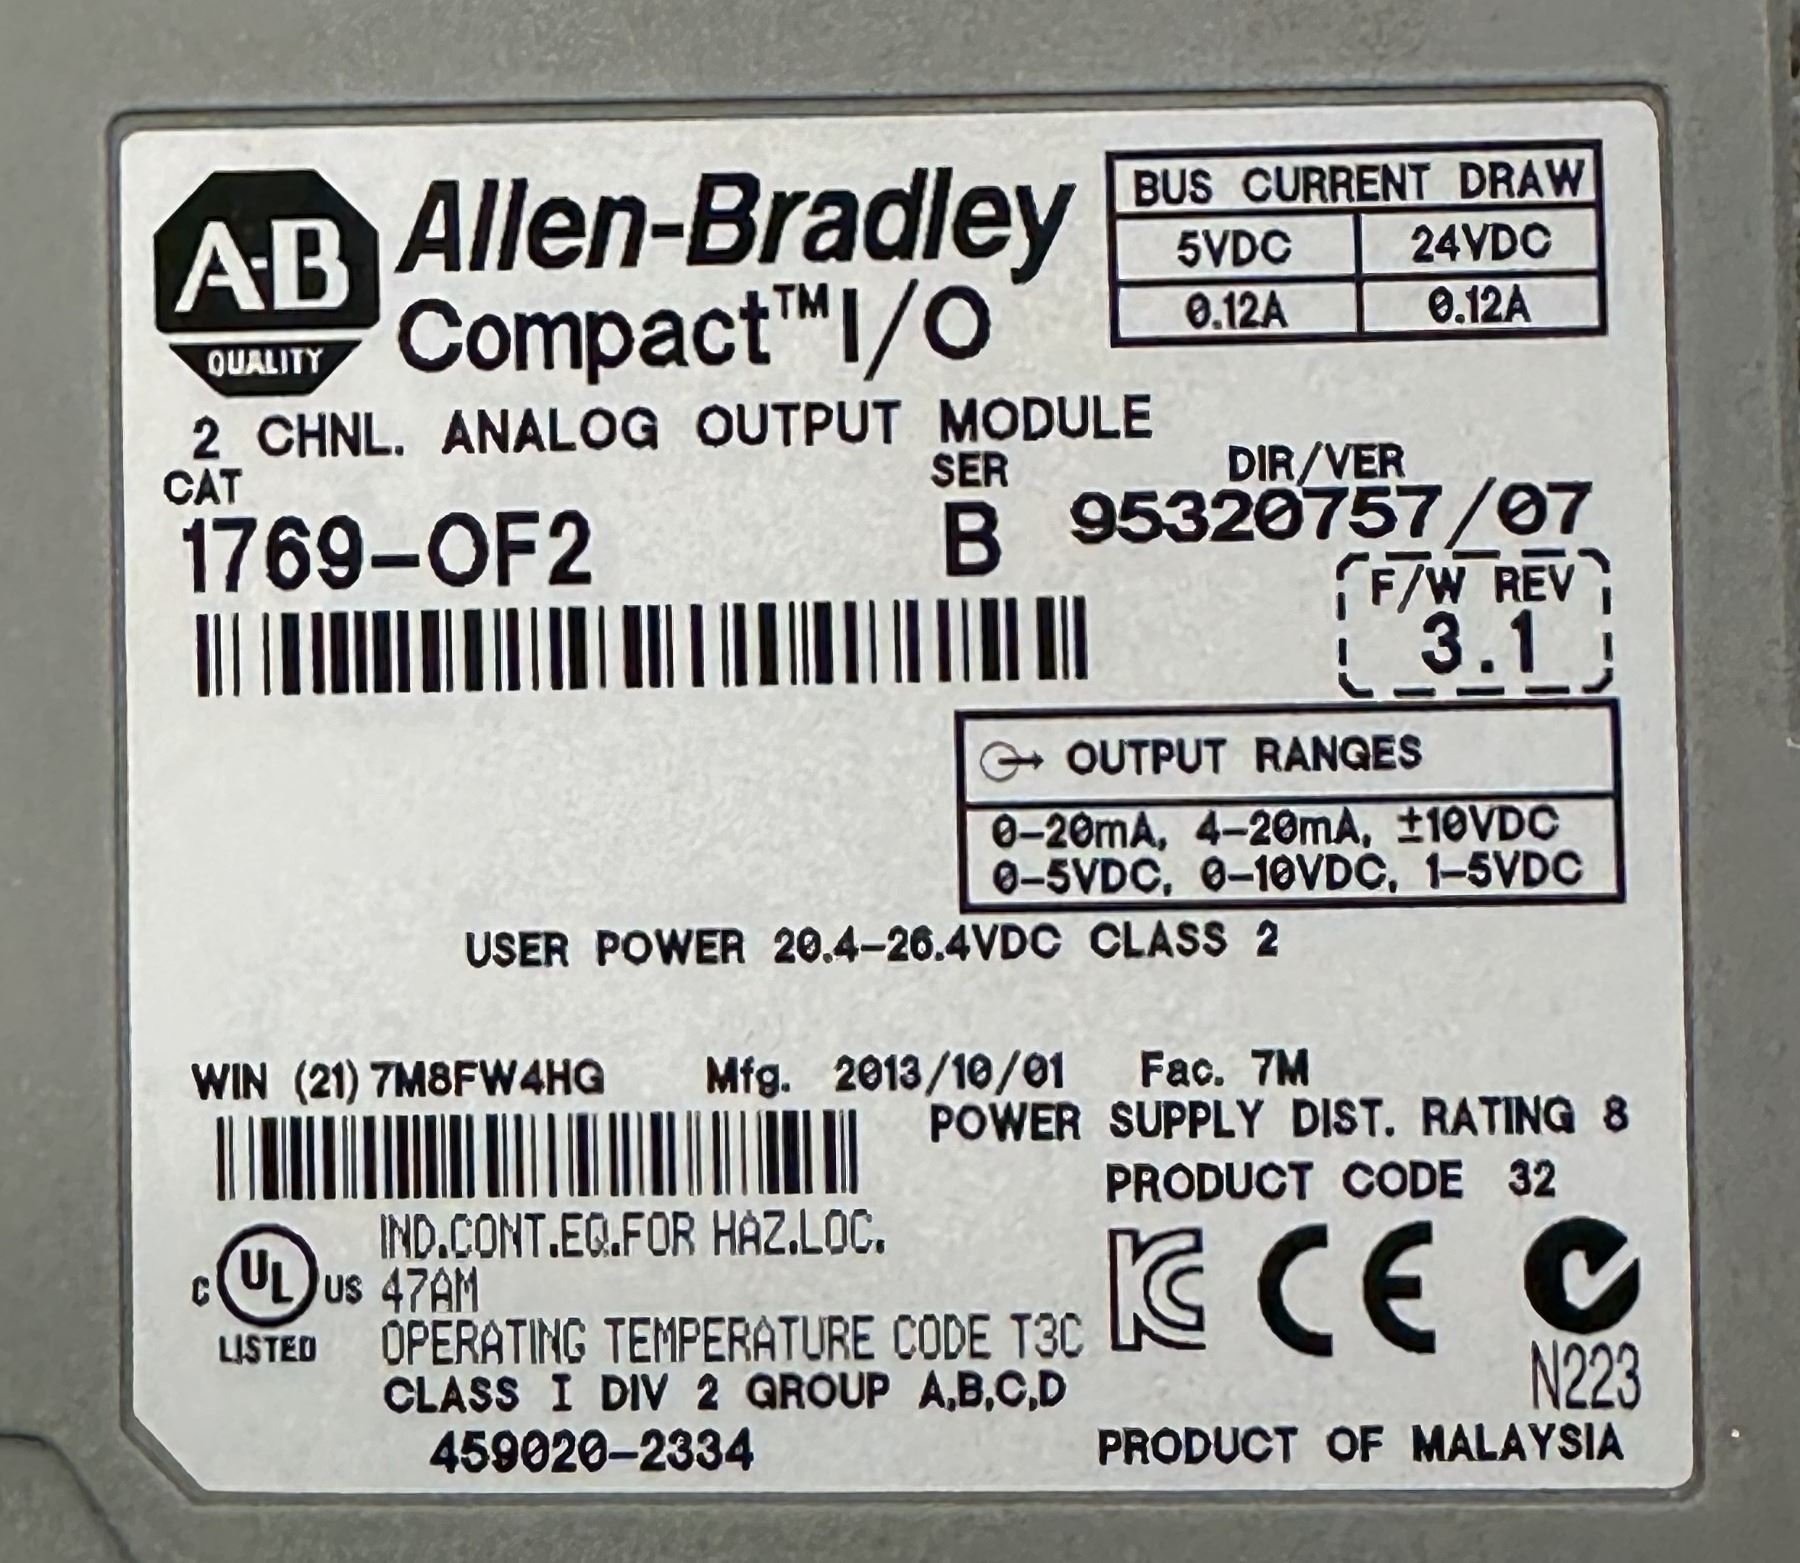 A-B
QUALITY
Allen-Bradley
Compact™ I/O
BUS CURRENT DRAW
5VDC 24VDC
0.12A 0.12A
2 CHNL. ANALOG OUTPUT MODULE
CAT SER DIR/VER
1769-OF2 B 95320757/07
F/W REV
3.1
OUTPUT RANGES
0-20mA, 4-20mA, ±10VDC
0-5VDC, 0-10VDC, 1-5VDC
USER POWER 20.4-26.4VDC CLASS 2
WIN (21) 7M8FW4HG Mfg. 2013/10/01 Fac. 7M
POWER SUPPLY DIST. RATING 8
PRODUCT CODE 32
C UL US
LISTED
IND.CONT.EQ.FOR HAZ.LOC.
47AM
OPERATING TEMPERATURE CODE T3C
CLASS I DIV 2 GROUP A,B,C,D
459020-2334
KC CE
N223
PRODUCT OF MALAYSIA